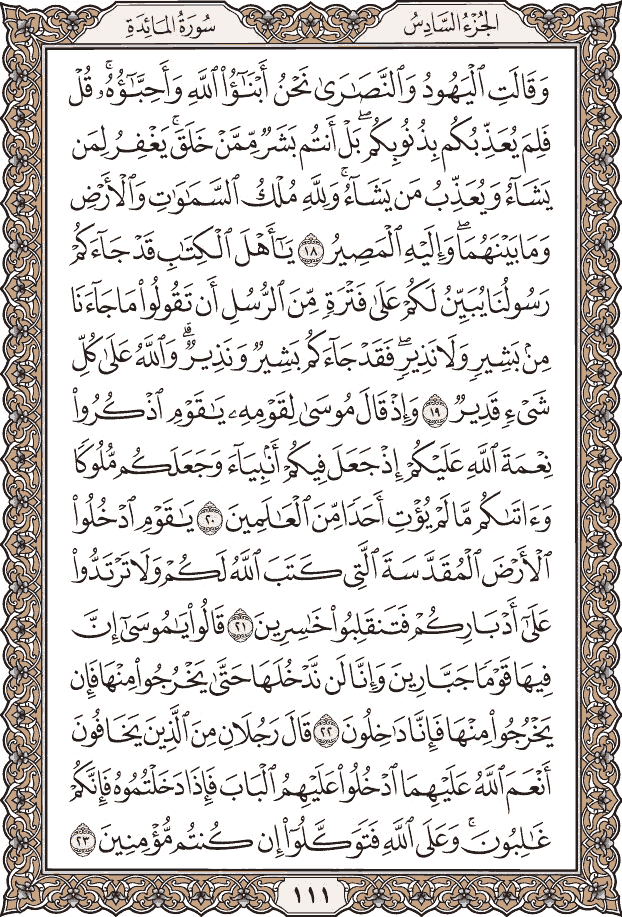 سُورَةُ المَائِدَةِ
الجُزْءُ السَّادِسُ
وَقَالَتِ ٱلْيَهُودُ وَٱلنَّصَٰرَىٰ نَحْنُ أَبْنَٰٓؤُا۟ ٱللَّهِ وَأَحِبَّٰٓؤُهُۥ ۚ قُلْ
فَلِمَ يُعَذِّبُكُم بِذُنُوبِكُم ۖ بَلْ أَنتُم بَشَرٌ مِّمَّنْ خَلَقَ ۚ يَغْفِرُ لِمَن
يَشَآءُ وَيُعَذِّبُ مَن يَشَآءُ ۚ وَلِلَّهِ مُلْكُ ٱلسَّمَٰوَٰتِ وَٱلْأَرْضِ
وَمَا بَيْنَهُمَا ۖ وَإِلَيْهِ ٱلْمَصِيرُ ١٨ يَٰٓأَهْلَ ٱلْكِتَٰبِ قَدْ جَآءَكُمْ
رَسُولُنَا يُبَيِّنُ لَكُمْ عَلَىٰ فَتْرَةٍ مِّنَ ٱلرُّسُلِ أَن تَقُولُوا۟ مَا جَآءَنَا
مِنۢ بَشِيرٍ وَلَا نَذِيرٍ ۖ فَقَدْ جَآءَكُم بَشِيرٌ وَنَذِيرٌ ۗ وَٱللَّهُ عَلَىٰ كُلِّ
شَىْءٍ قَدِيرٌ ١٩ وَإِذْ قَالَ مُوسَىٰ لِقَوْمِهِۦ يَٰقَوْمِ ٱذْكُرُوا۟
نِعْمَةَ ٱللَّهِ عَلَيْكُمْ إِذْ جَعَلَ فِيكُمْ أَنۢبِيَآءَ وَجَعَلَكُم مُّلُوكًا
وَءَاتَىٰكُم مَّا لَمْ يُؤْتِ أَحَدًا مِّنَ ٱلْعَٰلَمِينَ ٢٠ يَٰقَوْمِ ٱدْخُلُوا۟
ٱلْأَرْضَ ٱلْمُقَدَّسَةَ ٱلَّتِى كَتَبَ ٱللَّهُ لَكُمْ وَلَا تَرْتَدُّوا۟
عَلَىٰٓ أَدْبَارِكُمْ فَتَنقَلِبُوا۟ خَٰسِرِينَ ٢١ قَالُوا۟ يَٰمُوسَىٰٓ إِنَّ
فِيهَا قَوْمًا جَبَّارِينَ وَإِنَّا لَن نَّدْخُلَهَا حَتَّىٰ يَخْرُجُوا۟ مِنْهَا فَإِن
يَخْرُجُوا۟ مِنْهَا فَإِنَّا دَٰخِلُونَ ٢٢ قَالَ رَجُلَانِ مِنَ ٱلَّذِينَ يَخَافُونَ
أَنْعَمَ ٱللَّهُ عَلَيْهِمَا ٱدْخُلُوا۟ عَلَيْهِمُ ٱلْبَابَ فَإِذَا دَخَلْتُمُوهُ فَإِنَّكُمْ
غَٰلِبُونَ ۚ وَعَلَى ٱللَّهِ فَتَوَكَّلُوٓا۟ إِن كُنتُم مُّؤْمِنِينَ ٢٣
١١١